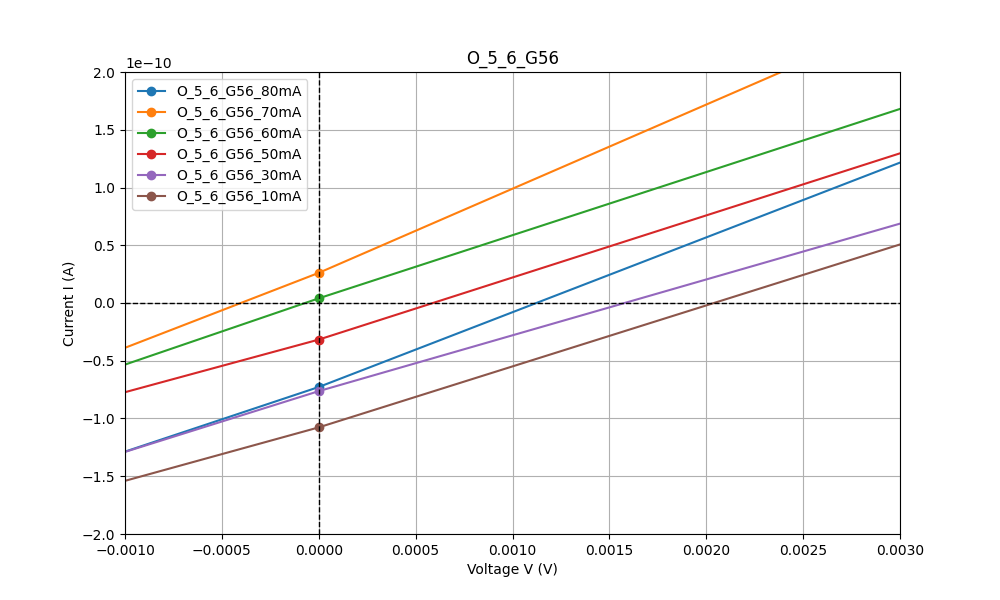 O_5_6_G56
1e−10
2.0
1.5
1.0
0.5
0.0
−0.5
−1.0
−1.5
−2.0
Current I (A)
O_5_6_G56_80mA
O_5_6_G56_70mA
O_5_6_G56_60mA
O_5_6_G56_50mA
O_5_6_G56_30mA
O_5_6_G56_10mA
−0.0010 −0.0005 0.0000 0.0005 0.0010 0.0015 0.0020 0.0025 0.0030
Voltage V (V)